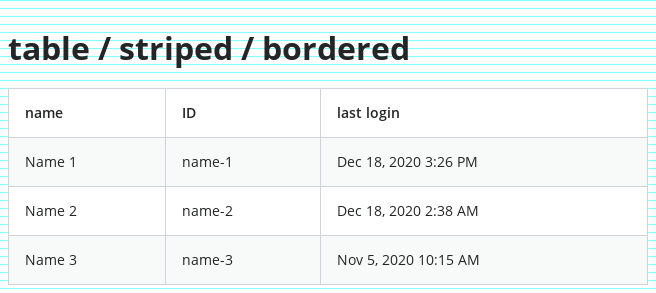 table / striped / bordered
name ID last login
Name 1 name-1 Dec 18, 2020 3:26 PM
Name 2 name-2 Dec 18, 2020 2:38 AM
Name 3 name-3 Nov 5, 2020 10:15 AM